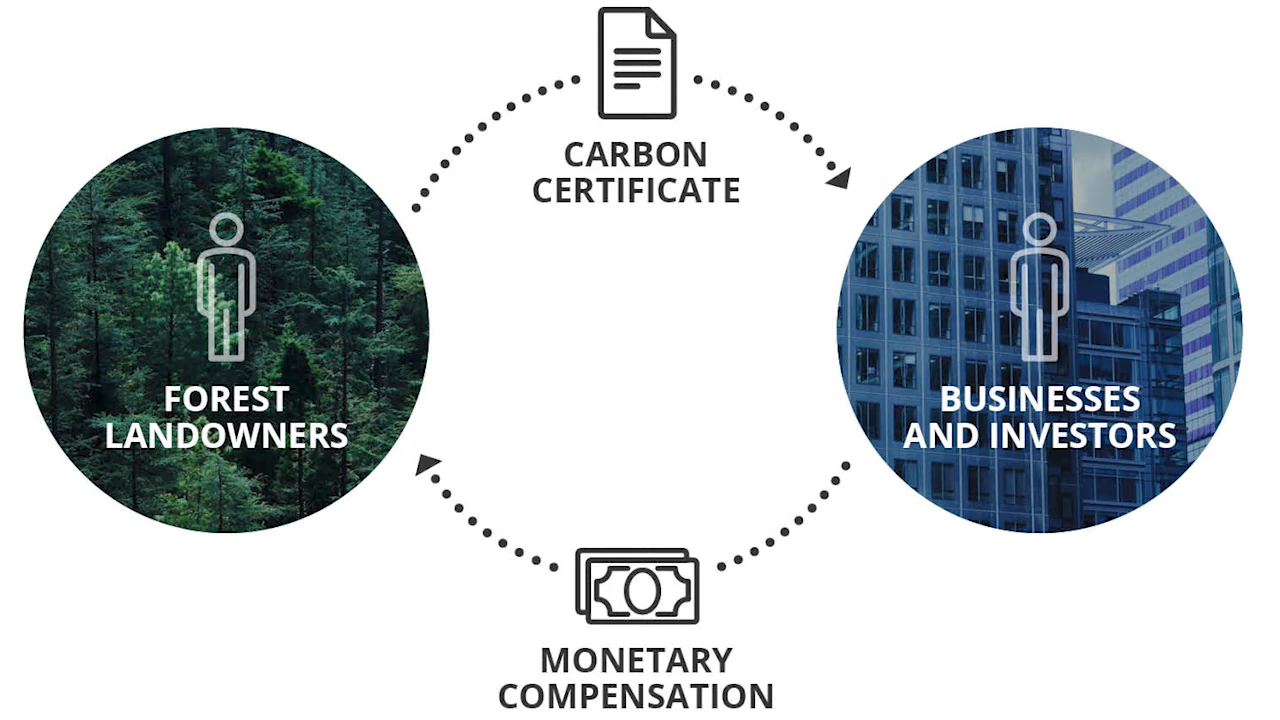 CARBON
CERTIFICATE
FOREST
LANDOWNERS
BUSINESSES
AND INVESTORS
MONETARY
COMPENSATION